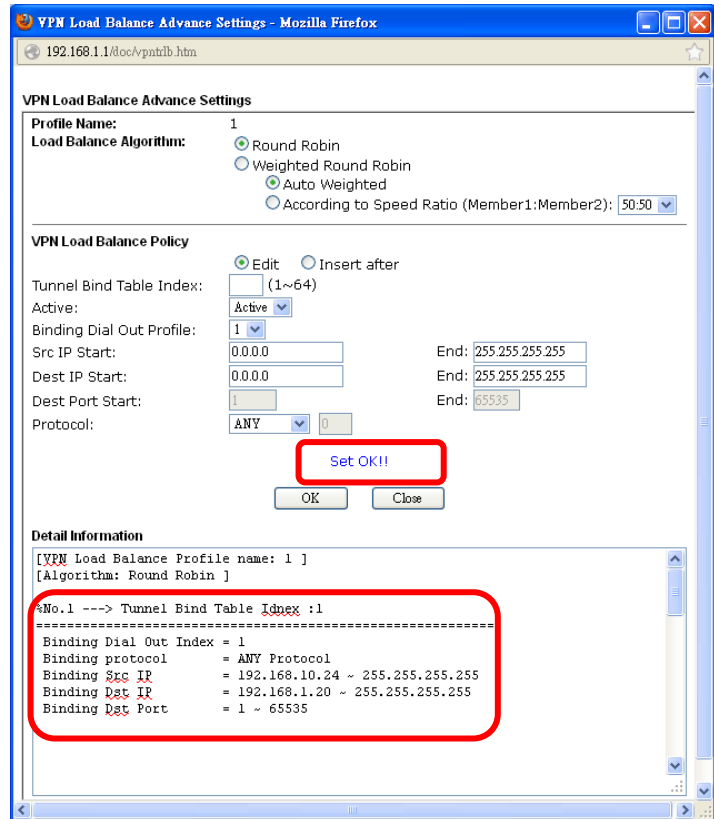 VPN Load Balance Advance Settings - Mozilla Firefox
192.168.1.1/doc/vpntrlb.htm
VPN Load Balance Advance Settings
Profile Name: 1
Load Balance Algorithm: Round Robin
Weighted Round Robin
Auto Weighted
According to Speed Ratio (Member1:Member2): 50:50
VPN Load Balance Policy
Edit Insert after
Tunnel Bind Table Index: (1~64)
Active: Active
Binding Dial Out Profile: 1
Src IP Start: 0.0.0.0 End: 255.255.255.255
Dest IP Start: 0.0.0.0 End: 255.255.255.255
Dest Port Start: 1 End: 65535
Protocol: ANY 0
Set OK!!
OK Close
Detail Information
[VPN Load Balance Profile name: 1 ]
[Algorithm: Round Robin ]
%No.1 ---> Tunnel Bind Table Idnex :1
=================================================================
Binding Dial Out Index = 1
Binding protocol = ANY Protocol
Binding Src IP = 192.168.10.24 ~ 255.255.255.255
Binding Dst IP = 192.168.1.20 ~ 255.255.255.255
Binding Dst Port = 1 ~ 65535